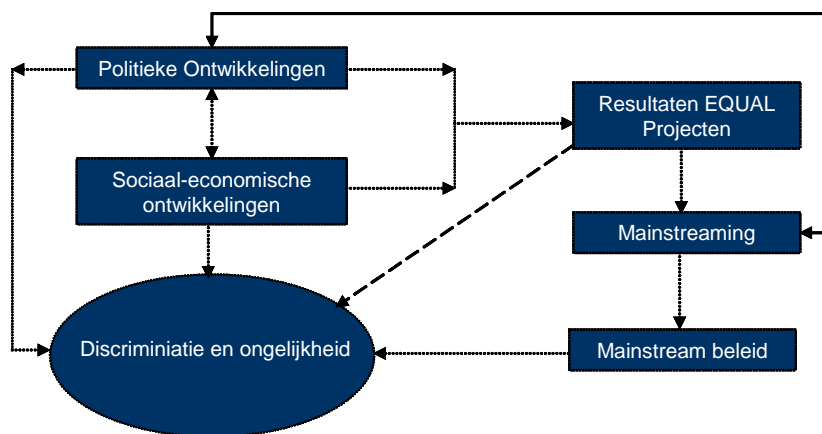 Politieke Ontwikkelingen
Resultaten EQUAL
Projecten
Sociaal-economische
ontwikkelingen
Mainstreaming
Discriminiatie en ongelijkheid
Mainstream beleid